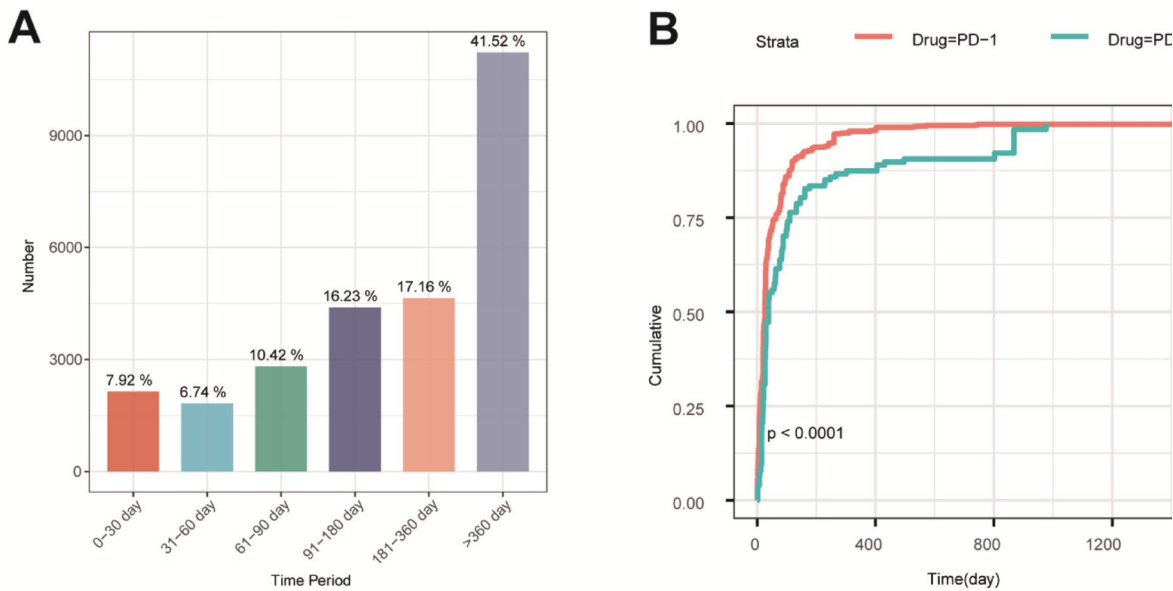 A
41.52 %
9000
6000
17.16 %
16.23 %
Number
10.42 %
3000
7.92 %
6.74 %
0
0−30 day
31−60 day
61−90 day
91−180 day
181−360 day
>360 day
Time Period
B
Strata
Drug=PD−1
Drug=PD
1.00
0.75
0.50
Cumulative
0.25
p < 0.0001
0.00
0
400
800
1200
Time(day)